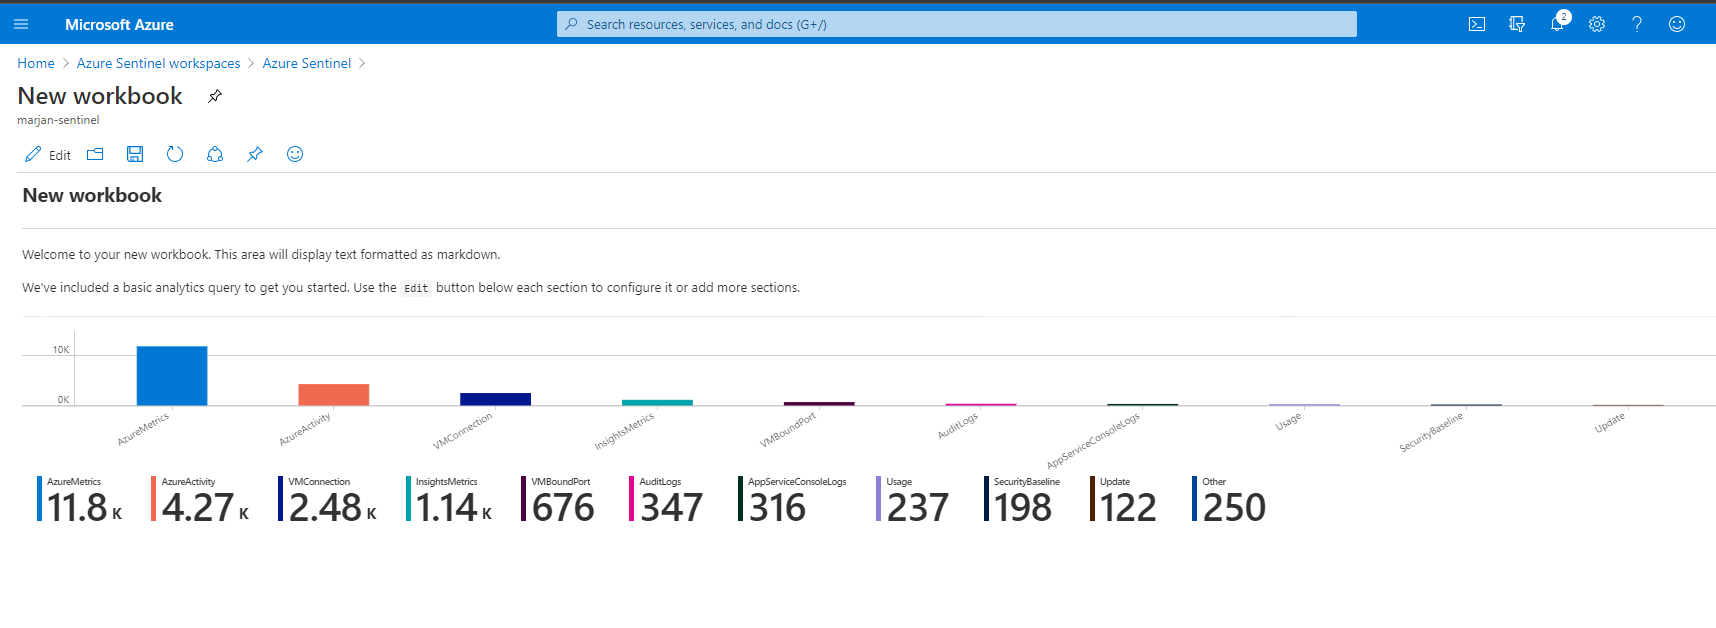 Microsoft Azure
Search resources, services, and docs (G+/)
2
Home > Azure Sentinel workspaces > Azure Sentinel >
New workbook
marjan-sentinel
Edit
New workbook
Welcome to your new workbook. This area will display text formatted as markdown.
We've included a basic analytics query to get you started. Use the Edit button below each section to configure it or add more sections.
10K
0K
AzureMetrics AzureActivity VMConnection InsightsMetrics VMBoundPort AuditLogs AppServiceConsoleLogs Usage SecurityBaseline Update
AzureMetrics AzureActivity VMConnection InsightsMetrics VMBoundPort AuditLogs AppServiceConsoleLogs Usage SecurityBaseline Update Other
11.8 K 4.27 K 2.48 K 1.14 K 676 347 316 237 198 122 250